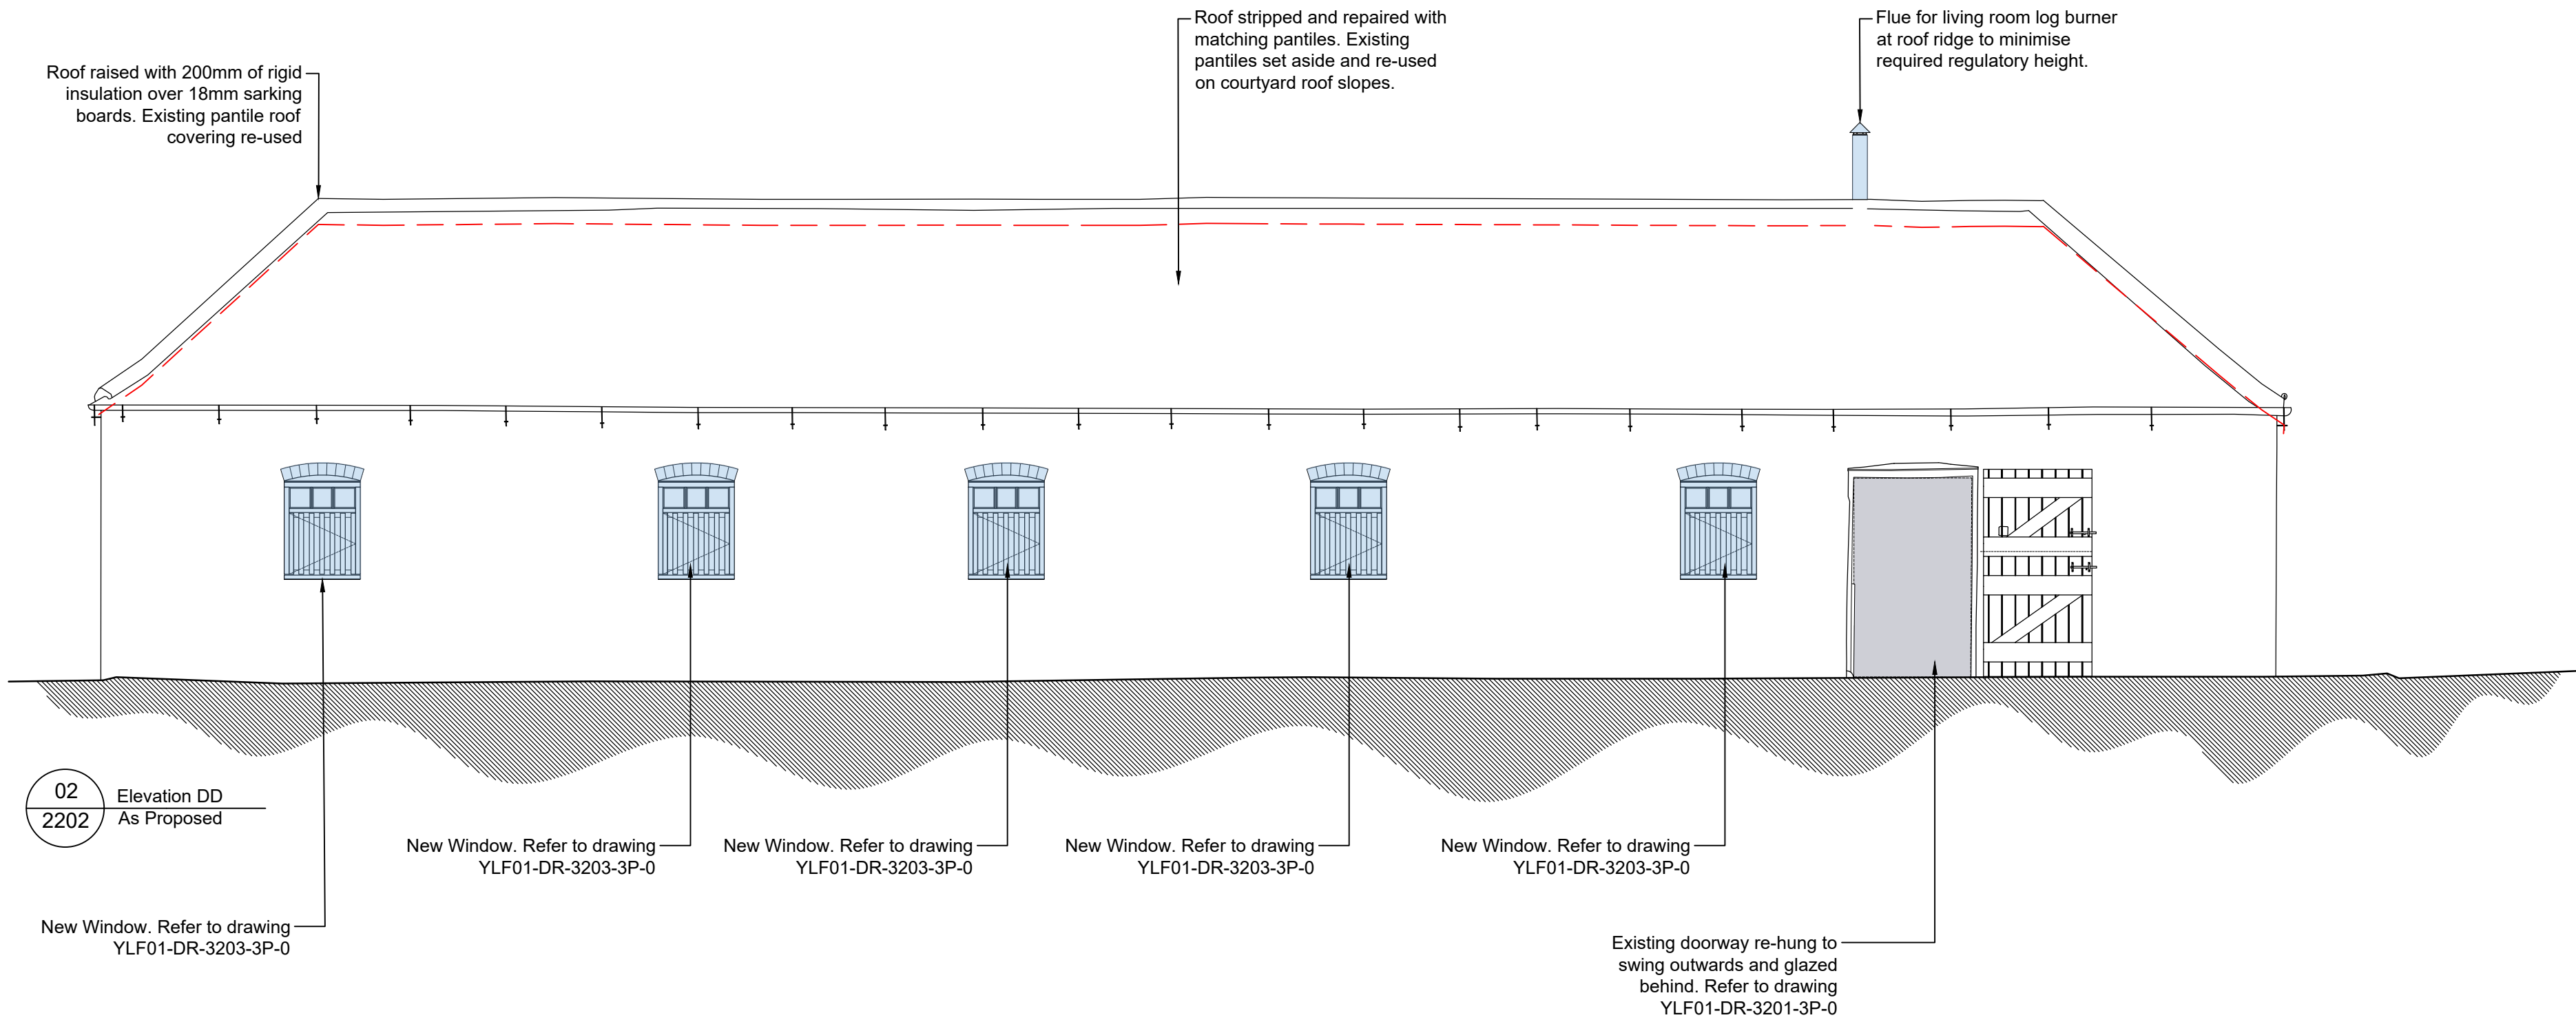 Roof raised with 200mm of rigid
insulation over 18mm sarking
boards. Existing pantile roof
covering re-used
Roof stripped and repaired with
matching pantiles. Existing
pantiles set aside and re-used
on courtyard roof slopes.
Flue for living room log burner
at roof ridge to minimise
required regulatory height.
02
2202
Elevation DD
As Proposed
New Window. Refer to drawing
YLF01-DR-3203-3P-0
New Window. Refer to drawing
YLF01-DR-3203-3P-0
New Window. Refer to drawing
YLF01-DR-3203-3P-0
New Window. Refer to drawing
YLF01-DR-3203-3P-0
New Window. Refer to drawing
YLF01-DR-3203-3P-0
Existing doorway re-hung to
swing outwards and glazed
behind. Refer to drawing
YLF01-DR-3201-3P-0